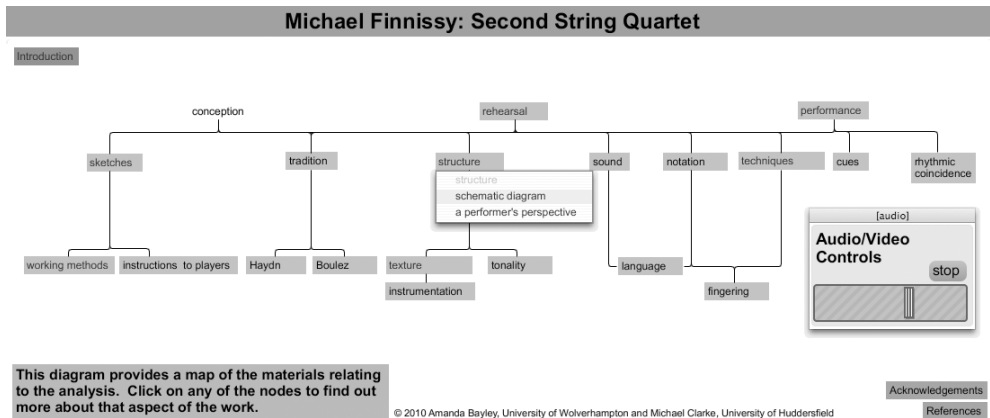 Michael Finnissy: Second String Quartet
Introduction
conception
rehearsal
performance
sketches
tradition
structure
sound
notation
techniques
cues
rhythmic
coincidence
structure
schematic diagram
a performer's perspective
[audio]
Audio/Video
Controls
stop
working methods
instructions to players
Haydn
Boulez
texture
tonality
language
instrumentation
fingering
This diagram provides a map of the materials relating
to the analysis. Click on any of the nodes to find out
more about that aspect of the work.
© 2010 Amanda Bayley, University of Wolverhampton and Michael Clarke, University of Huddersfield
Acknowledgements
References